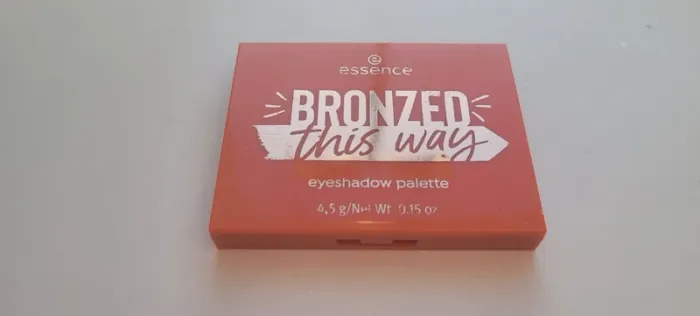 essence
BRONZED
this way
eyeshadow palette
4,5 g/Net Wt. 0.15 oz